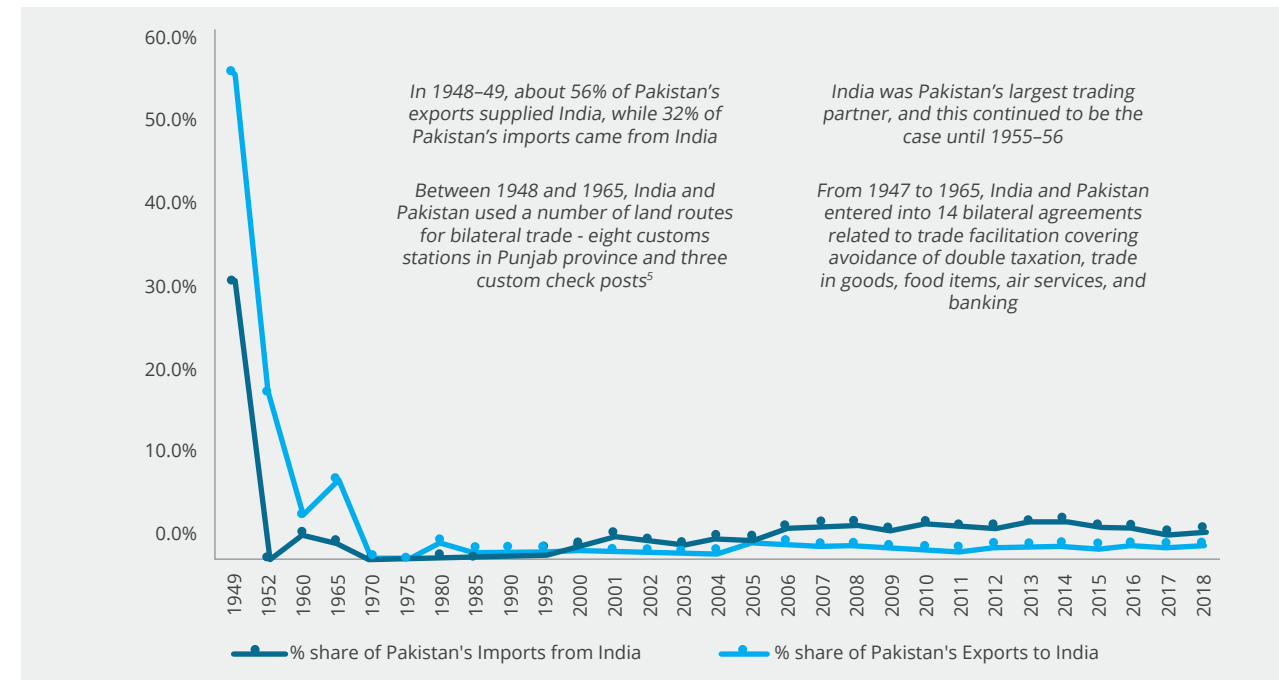 60.0%
50.0%
40.0%
30.0%
20.0%
10.0%
0.0%
In 1948–49, about 56% of Pakistan’s
exports supplied India, while 32% of
Pakistan’s imports came from India
Between 1948 and 1965, India and
Pakistan used a number of land routes
for bilateral trade - eight customs
stations in Punjab province and three
custom check posts5
India was Pakistan’s largest trading
partner, and this continued to be the
case until 1955–56
From 1947 to 1965, India and Pakistan
entered into 14 bilateral agreements
related to trade facilitation covering
avoidance of double taxation, trade
in goods, food items, air services, and
banking
1949
1952
1960
1965
1970
1975
1980
1985
1990
1995
2000
2001
2002
2003
2004
2005
2006
2007
2008
2009
2010
2011
2012
2013
2014
2015
2016
2017
2018
% share of Pakistan's Imports from India
% share of Pakistan's Exports to India